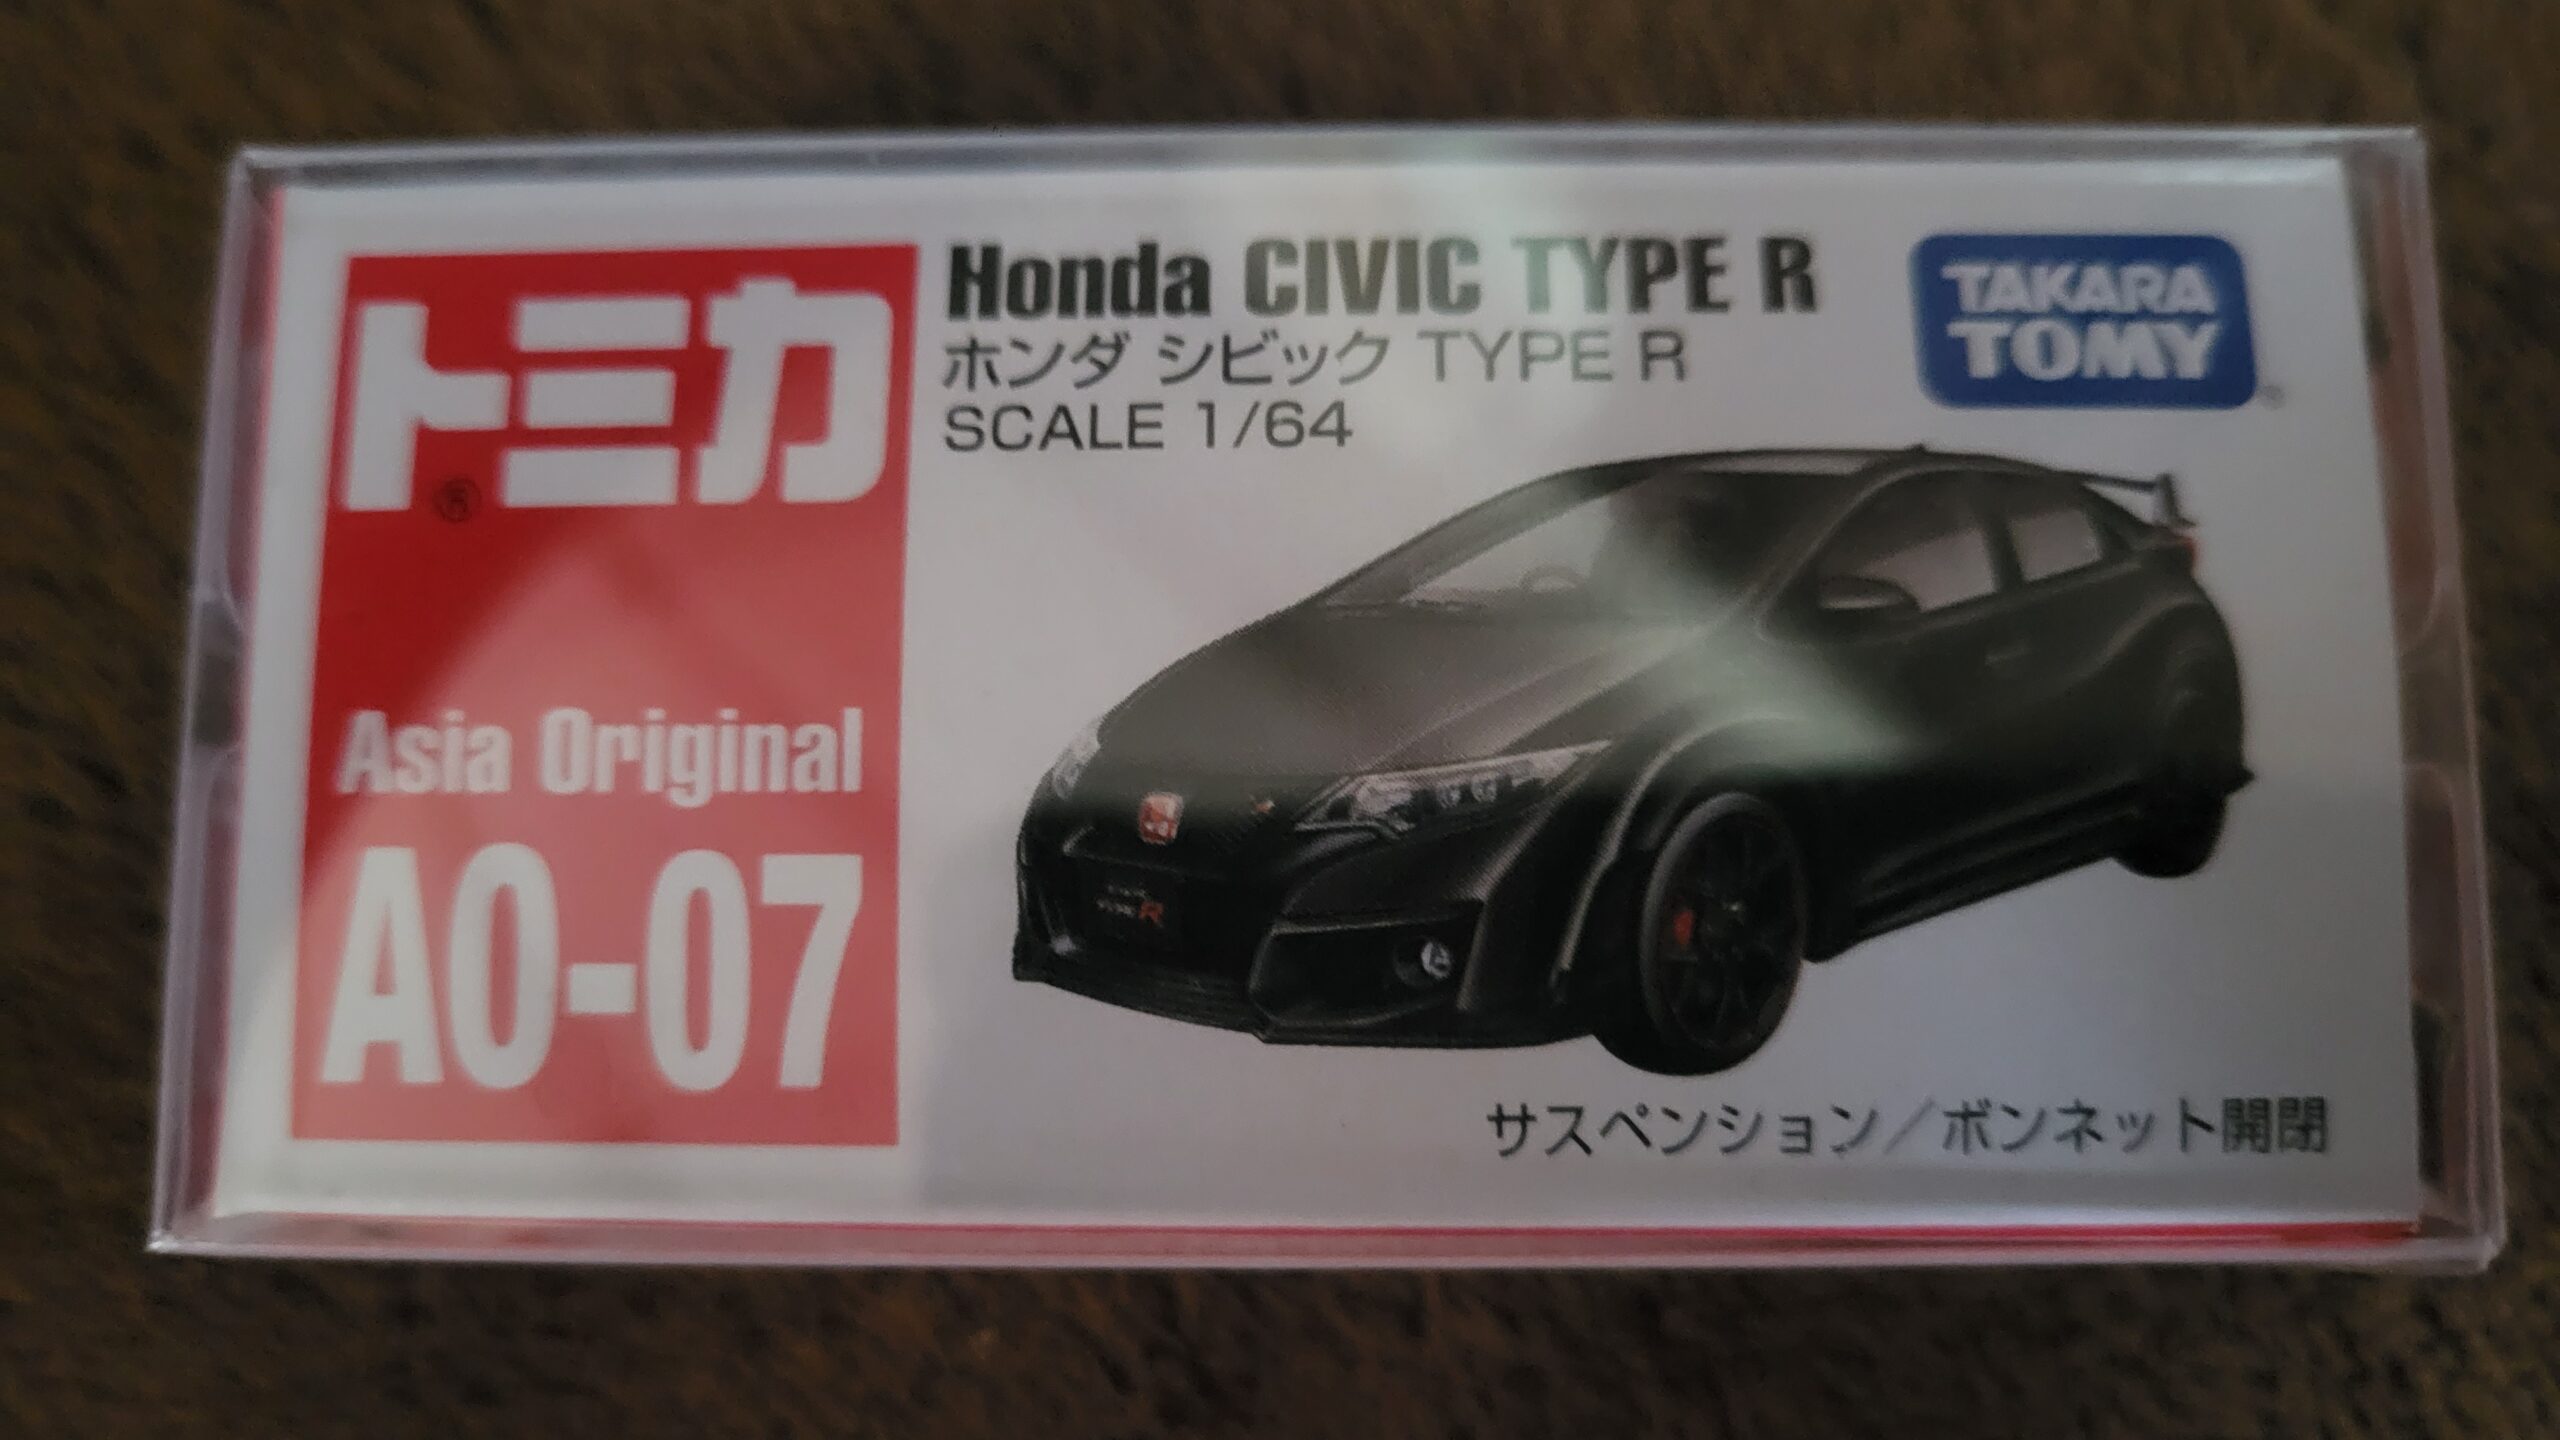 トミカ
®
Asia Original
AO-07
Honda CIVIC TYPE R
ホンダ シビック TYPE R
SCALE 1/64
TAKARA
TOMY
TYPE R
サスペンション/ボンネット開閉